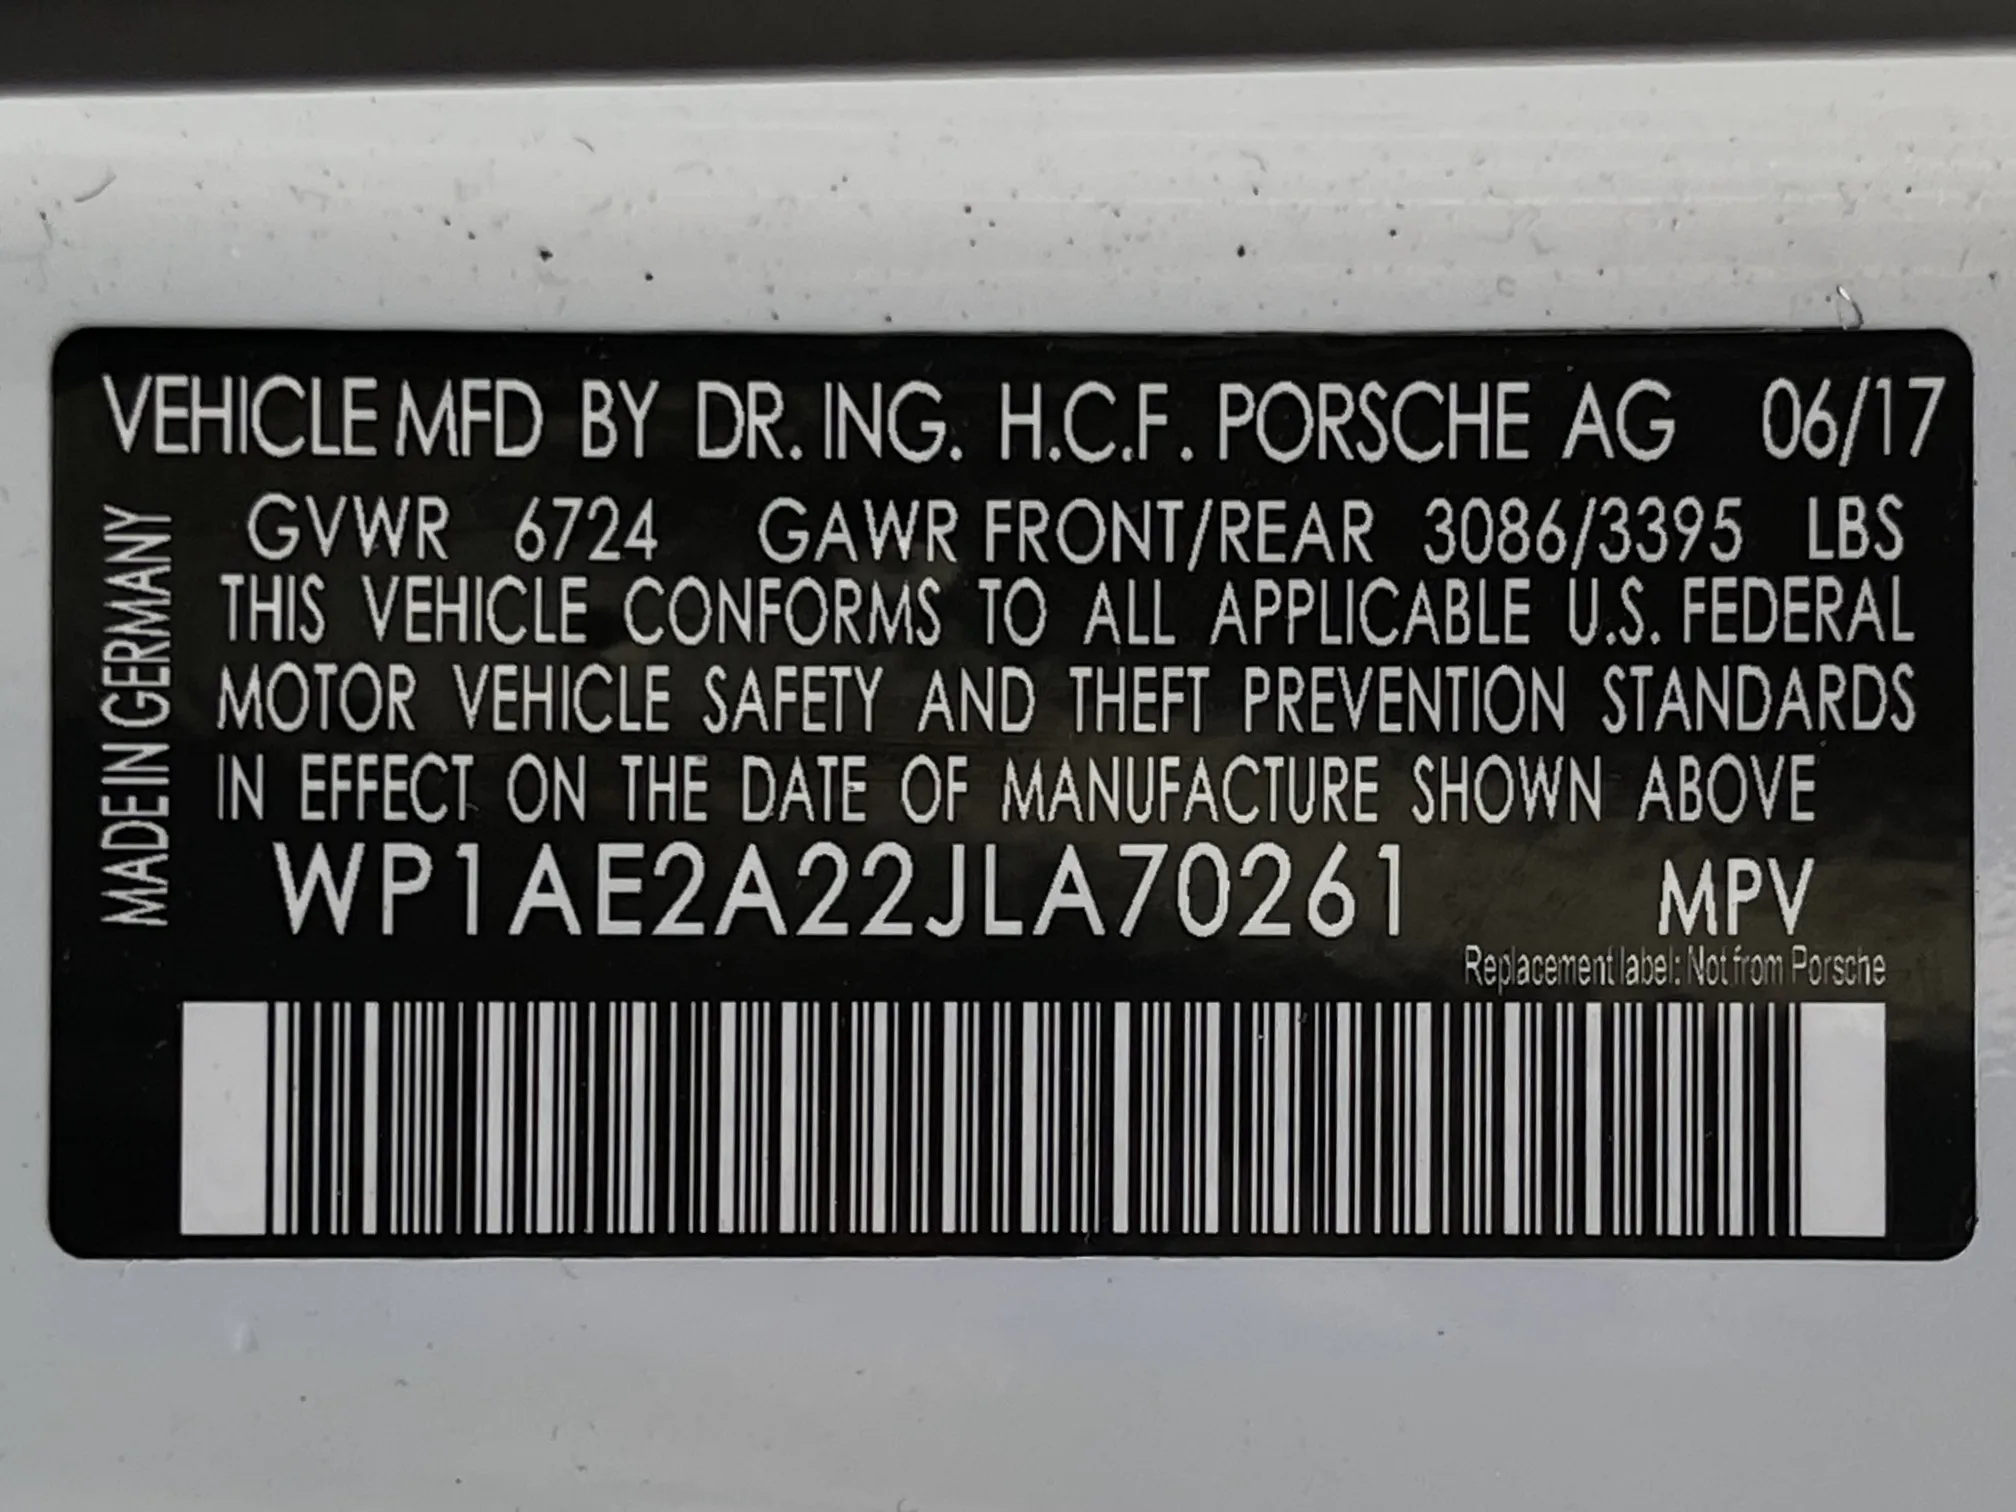 VEHICLE MFD BY DR. ING. H.C.F. PORSCHE AG 06/17
MADE IN GERMANY
GVWR 6724 GAWR FRONT/REAR 3086/3395 LBS
THIS VEHICLE CONFORMS TO ALL APPLICABLE U.S. FEDERAL
MOTOR VEHICLE SAFETY AND THEFT PREVENTION STANDARDS
IN EFFECT ON THE DATE OF MANUFACTURE SHOWN ABOVE
WP1AE2A22JLA70261 MPV
Replacement label: Not from Porsche